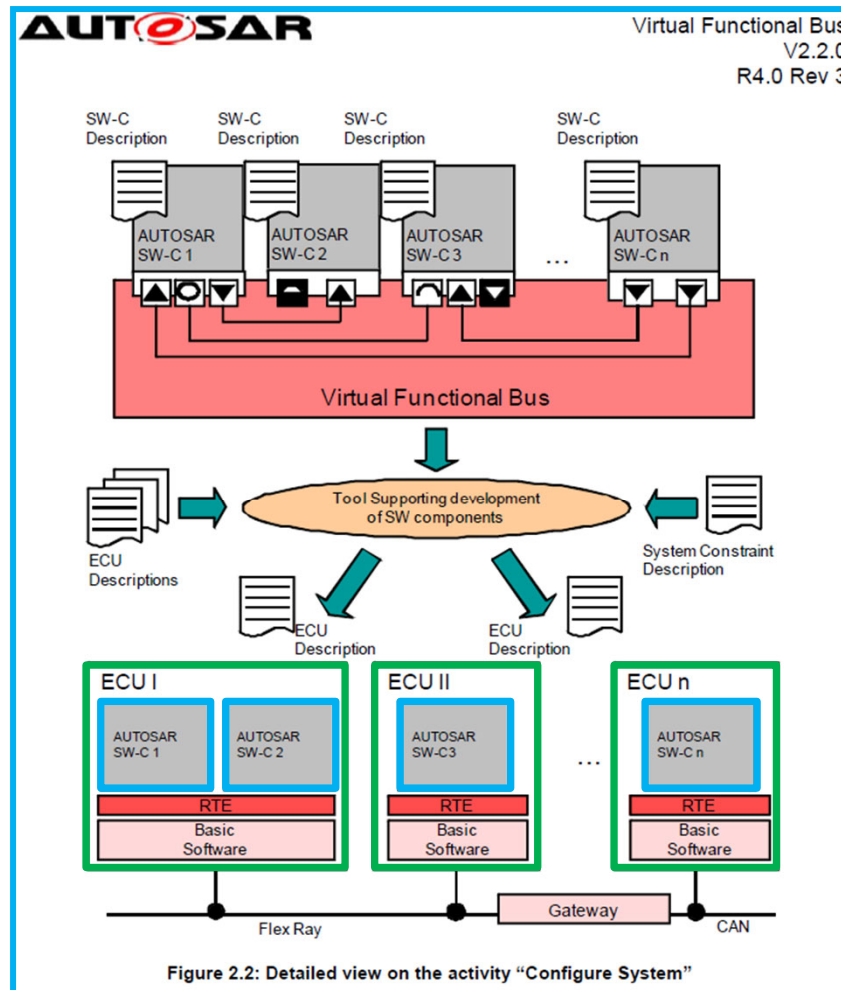 AUTOSAR
Virtual Functional Bus
V2.2.0
R4.0 Rev 3
SW-C
Description
SW-C
Description
SW-C
Description
SW-C
Description
AUTOSAR
SW-C 1
AUTOSAR
SW-C 2
AUTOSAR
SW-C 3
...
AUTOSAR
SW-C n
Virtual Functional Bus
Tool Supporting development
of SW components
ECU
Descriptions
System Constraint
Description
ECU
Description
ECU
Description
ECU I
AUTOSAR
SW-C 1
AUTOSAR
SW-C 2
RTE
Basic
Software
ECU II
AUTOSAR
SW-C3
RTE
Basic
Software
...
ECU n
AUTOSAR
SW-C n
RTE
Basic
Software
Flex Ray
Gateway
CAN
Figure 2.2: Detailed view on the activity “Configure System”